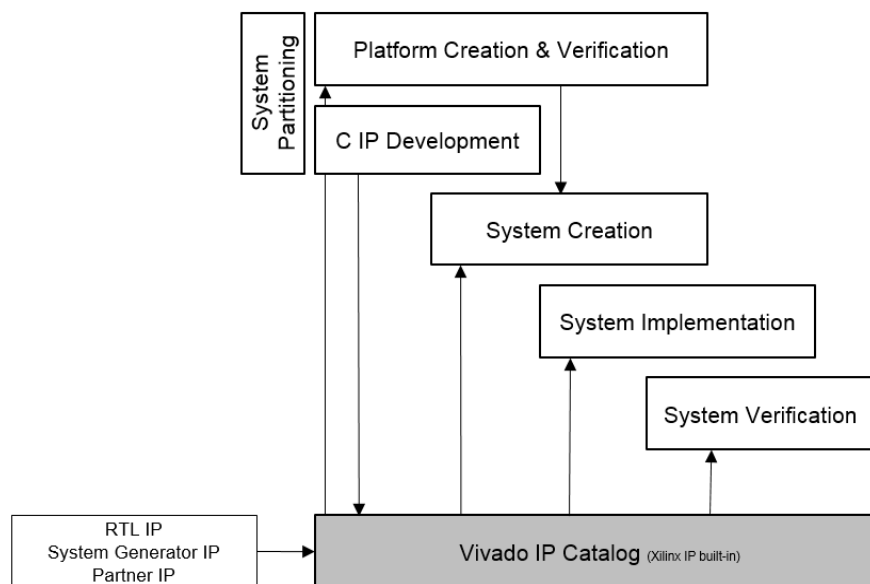 System
Partitioning
Platform Creation & Verification
C IP Development
System Creation
System Implementation
System Verification
RTL IP
System Generator IP
Partner IP
Vivado IP Catalog (Xilinx IP built-in)